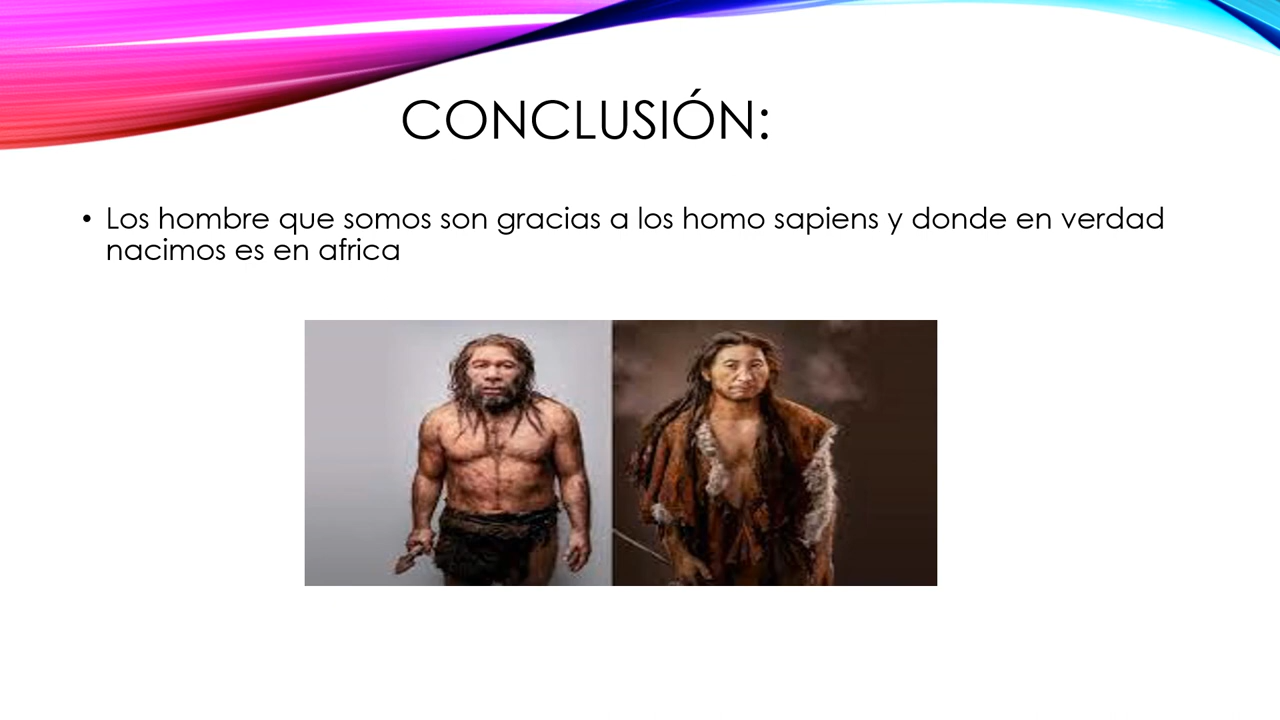 CONCLUSIÓN:
• Los hombre que somos son gracias a los homo sapiens y donde en verdad
nacimos es en africa